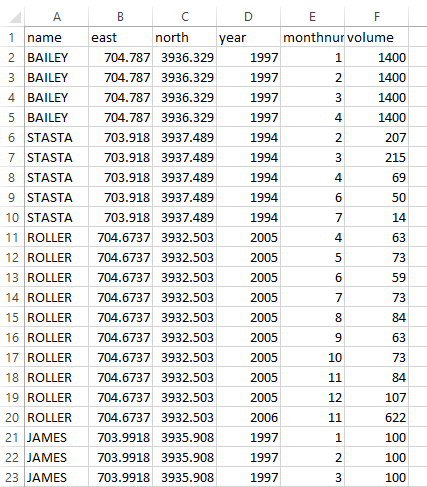 A B C D E F
1 name east north year monthnur volume
2 BAILEY 704.787 3936.329 1997 1 1400
3 BAILEY 704.787 3936.329 1997 2 1400
4 BAILEY 704.787 3936.329 1997 3 1400
5 BAILEY 704.787 3936.329 1997 4 1400
6 STASTA 703.918 3937.489 1994 2 207
7 STASTA 703.918 3937.489 1994 3 215
8 STASTA 703.918 3937.489 1994 4 69
9 STASTA 703.918 3937.489 1994 6 50
10 STASTA 703.918 3937.489 1994 7 14
11 ROLLER 704.6737 3932.503 2005 4 63
12 ROLLER 704.6737 3932.503 2005 5 73
13 ROLLER 704.6737 3932.503 2005 6 59
14 ROLLER 704.6737 3932.503 2005 7 73
15 ROLLER 704.6737 3932.503 2005 8 84
16 ROLLER 704.6737 3932.503 2005 9 63
17 ROLLER 704.6737 3932.503 2005 10 73
18 ROLLER 704.6737 3932.503 2005 11 84
19 ROLLER 704.6737 3932.503 2005 12 107
20 ROLLER 704.6737 3932.503 2006 11 622
21 JAMES 703.9918 3935.908 1997 1 100
22 JAMES 703.9918 3935.908 1997 2 100
23 JAMES 703.9918 3935.908 1997 3 100